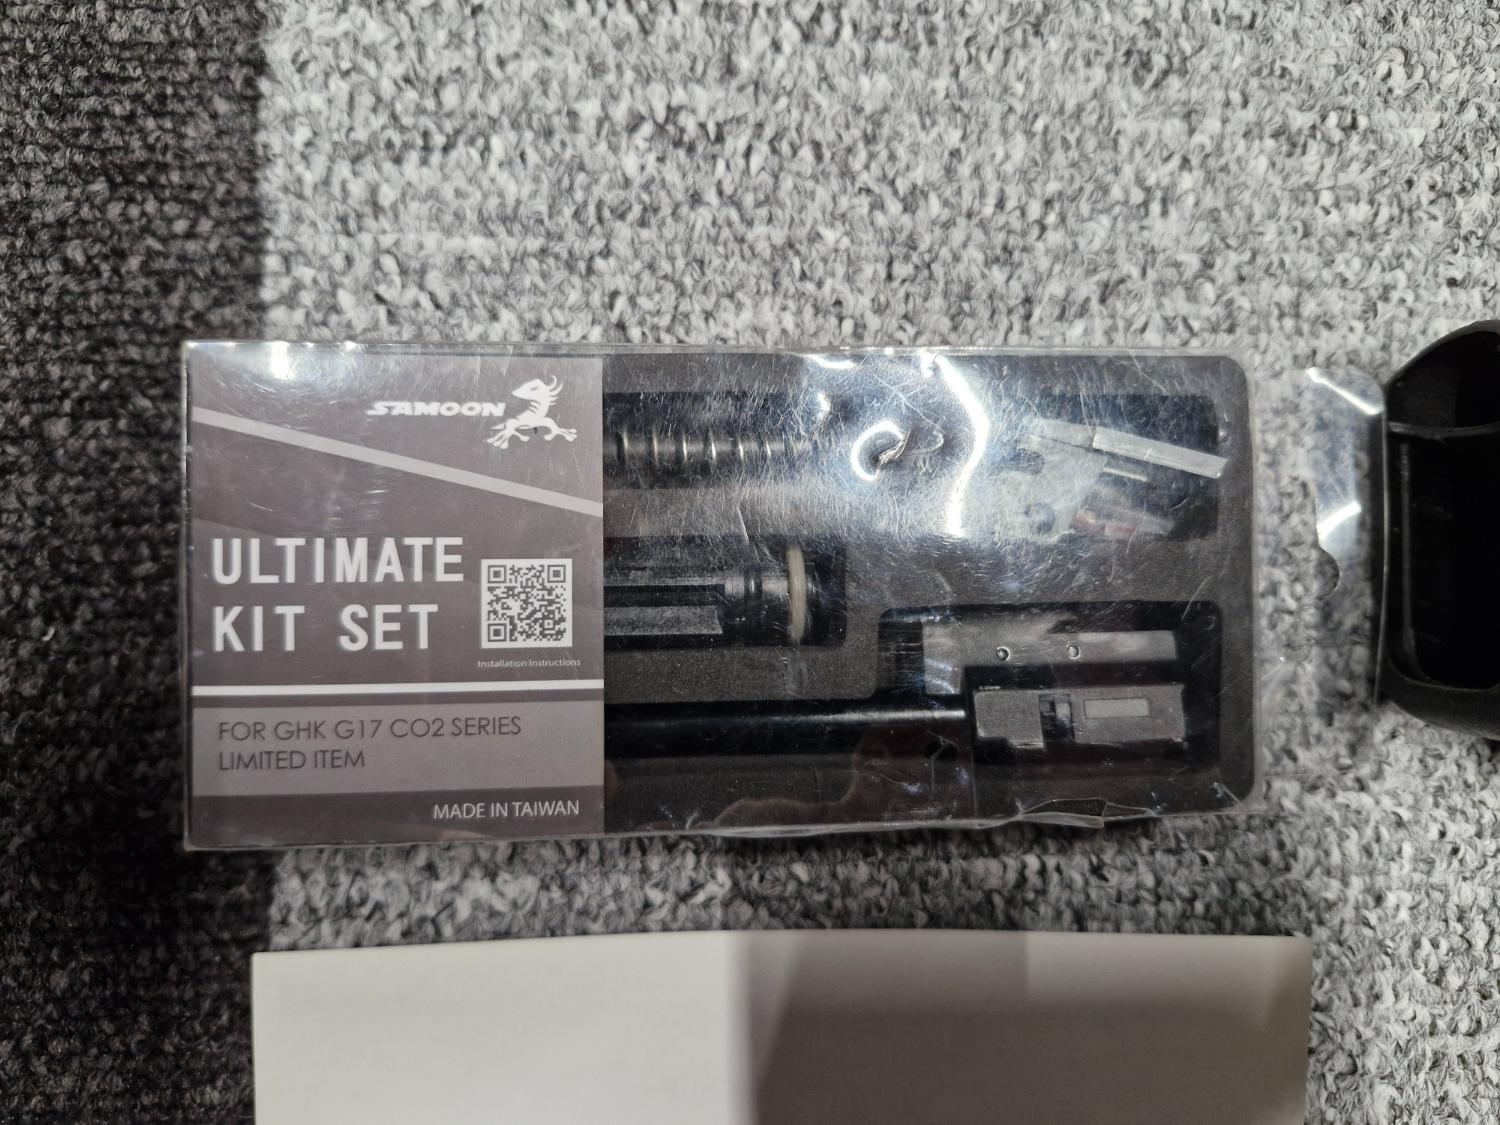 SAMOON
ULTIMATE
KIT SET
Installation Instructions
FOR GHK G17 CO2 SERIES
LIMITED ITEM
MADE IN TAIWAN